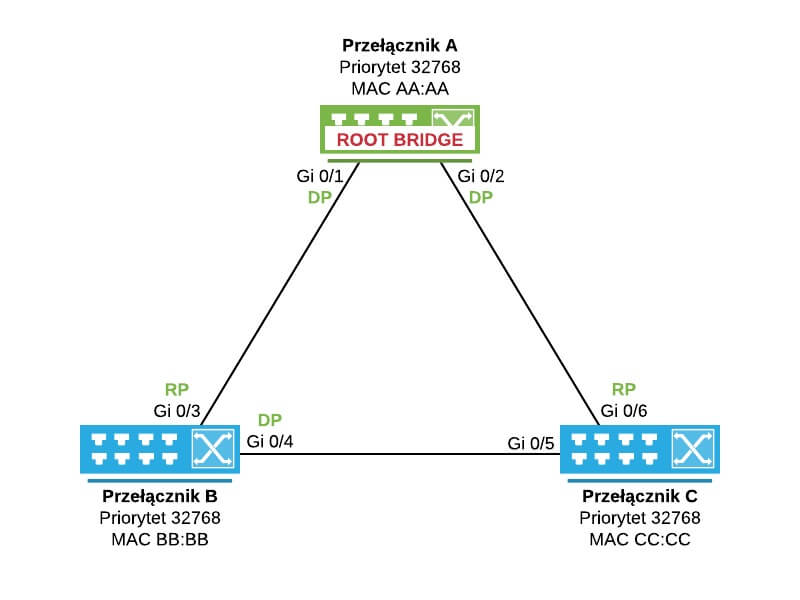 Przełącznik A
Priorytet 32768
MAC AA:AA
ROOT BRIDGE
Gi 0/1
DP
Gi 0/2
DP
RP
Gi 0/3
DP
Gi 0/4
Gi 0/5
RP
Gi 0/6
Przełącznik B
Priorytet 32768
MAC BB:BB
Przełącznik C
Priorytet 32768
MAC CC:CC